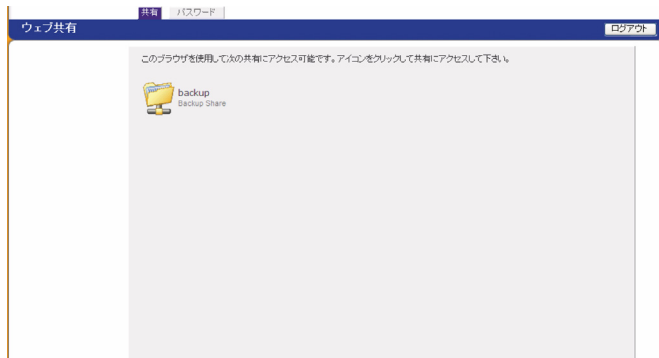 共有 パスワード
ウェブ共有 ログアウト
このブラウザを使用して次の共有にアクセス可能です。アイコンをクリックして共有にアクセスして下さい。
backup
Backup Share